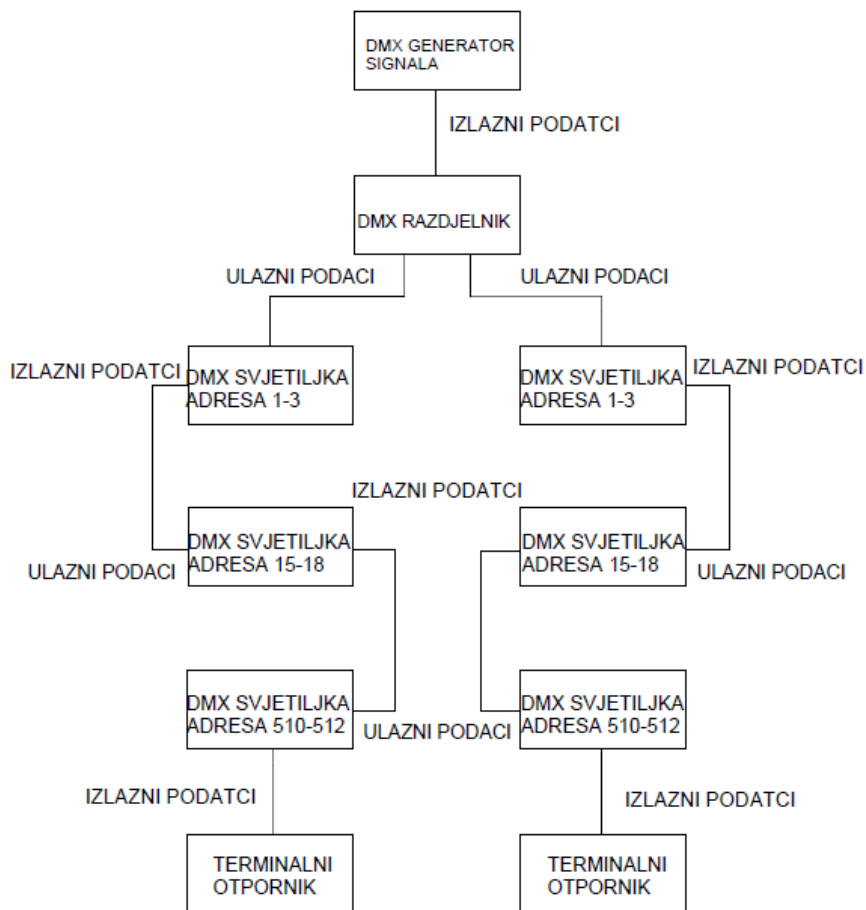 DMX GENERATOR
SIGNALA
IZLAZNI PODATCI
DMX RAZDJELNIK
ULAZNI PODACI
ULAZNI PODACI
IZLAZNI PODATCI
DMX SVJETILJKA
ADRESA 1-3
DMX SVJETILJKA
ADRESA 1-3
IZLAZNI PODATCI
IZLAZNI PODATCI
ULAZNI PODACI
DMX SVJETILJKA
ADRESA 15-18
DMX SVJETILJKA
ADRESA 15-18
ULAZNI PODACI
DMX SVJETILJKA
ADRESA 510-512
ULAZNI PODACI
DMX SVJETILJKA
ADRESA 510-512
IZLAZNI PODATCI
IZLAZNI PODATCI
TERMINALNI
OTPORNIK
TERMINALNI
OTPORNIK